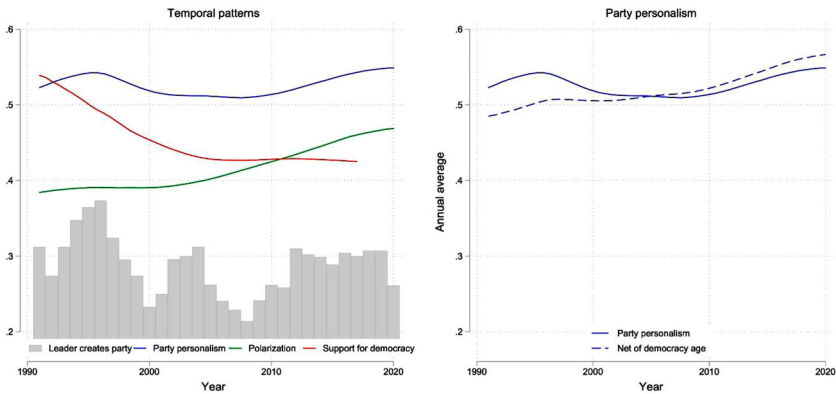 Temporal patterns
.6
.5
.4
.3
.2
Leader creates party Party personalism Polarization Support for democracy
1990 2000 2010 2020
Year
Party personalism
Annual average
.6
.5
.4
.3
.2
Party personalism
Net of democracy age
1990 2000 2010 2020
Year